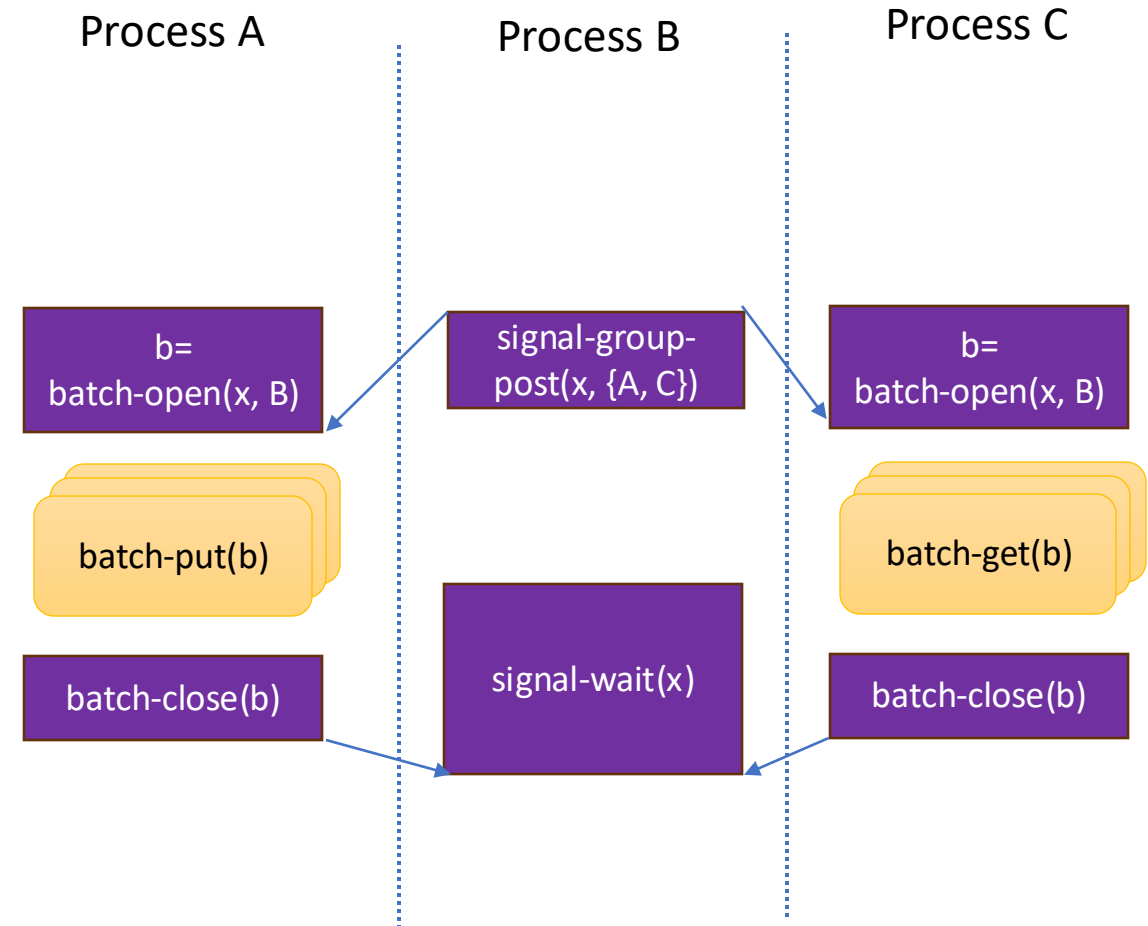 Process A
Process B
Process C
b=
batch-open(x, B)
signal-group-
post(x, {A, C})
b=
batch-open(x, B)
batch-put(b)
batch-get(b)
signal-wait(x)
batch-close(b)
batch-close(b)